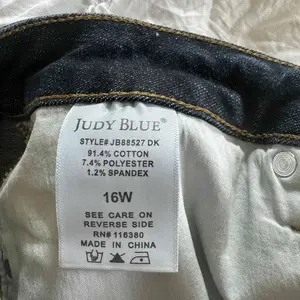 JUDY BLUE®
STYLE# JB88527 DK
91.4% COTTON
7.4% POLYESTER
1.2% SPANDEX
16W
SEE CARE ON
REVERSE SIDE
RN# 116380
MADE IN CHINA